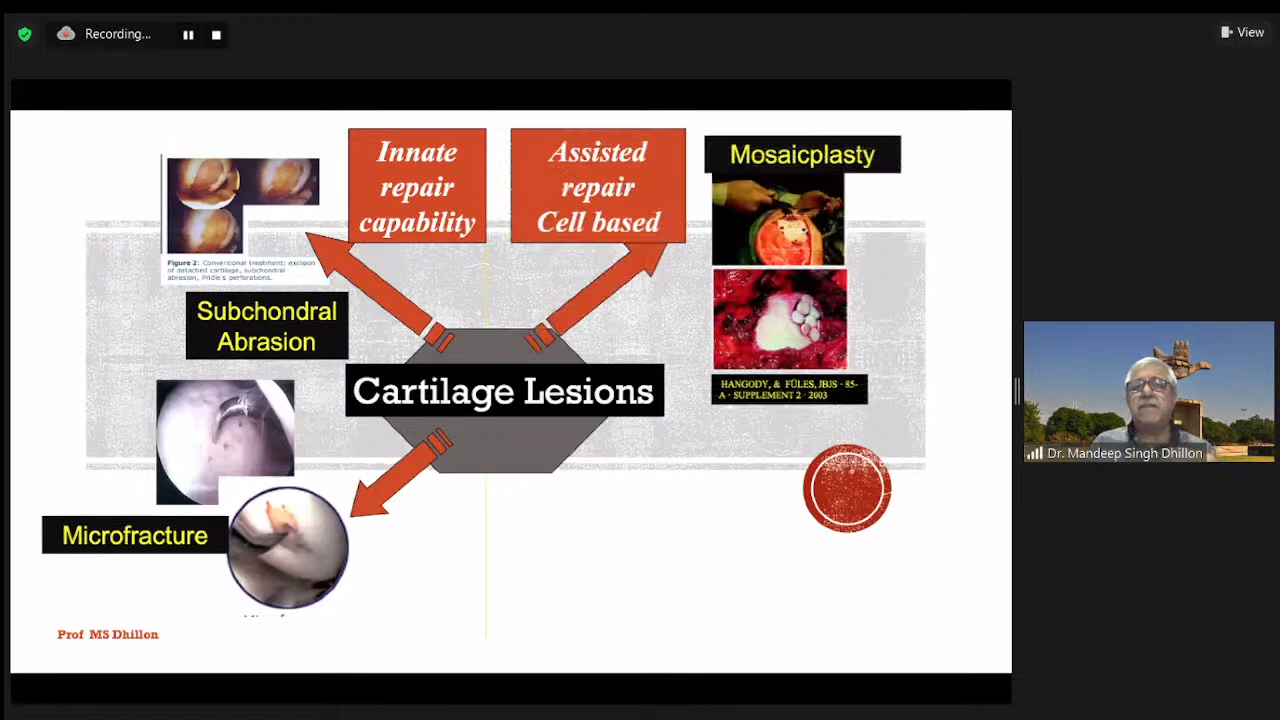 Recording...
View
Innate
repair
capability
Assisted
repair
Cell based
Mosaicplasty
Figure 2: Conventional treatment: excision
of detached cartilage, subchondral
abrasion, Pridie's perforations.
Subchondral
Abrasion
Cartilage Lesions
HANGODY, & FÜLES, JBJS · 85-
A · SUPPLEMENT 2 · 2003
Dr. Mandeep Singh Dhillon
Microfracture
Prof MS Dhillon